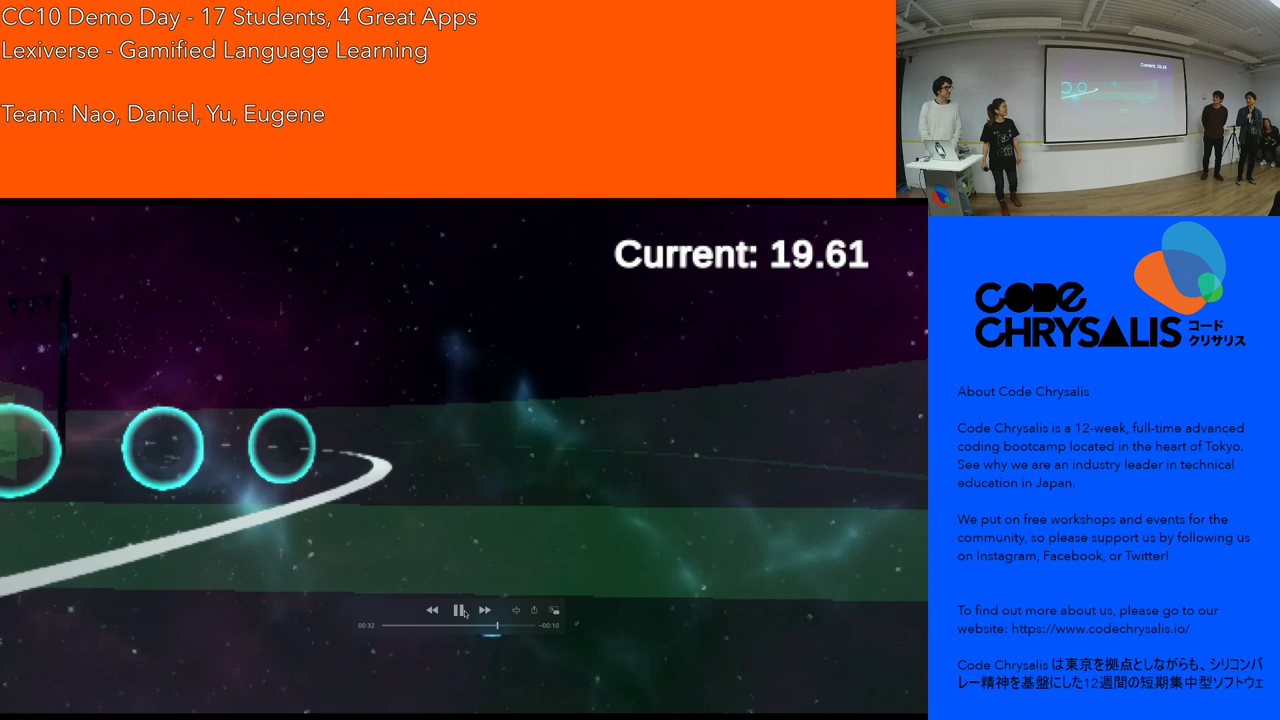 CC10 Demo Day - 17 Students, 4 Great Apps
Lexiverse - Gamified Language Learning
Team: Nao, Daniel, Yu, Eugene
Current: 19.61
00:32
-00:10
CODE
CHRYSALIS コード
クリサリス
About Code Chrysalis
Code Chrysalis is a 12-week, full-time advanced
coding bootcamp located in the heart of Tokyo.
See why we are an industry leader in technical
education in Japan.
We put on free workshops and events for the
community, so please support us by following us
on Instagram, Facebook, or Twitter!
To find out more about us, please go to our
website: https://www.codechrysalis.io/
Code Chrysalis は東京を拠点としながらも、シリコンバ
レー精神を基盤にした12週間の短期集中型ソフトウェ